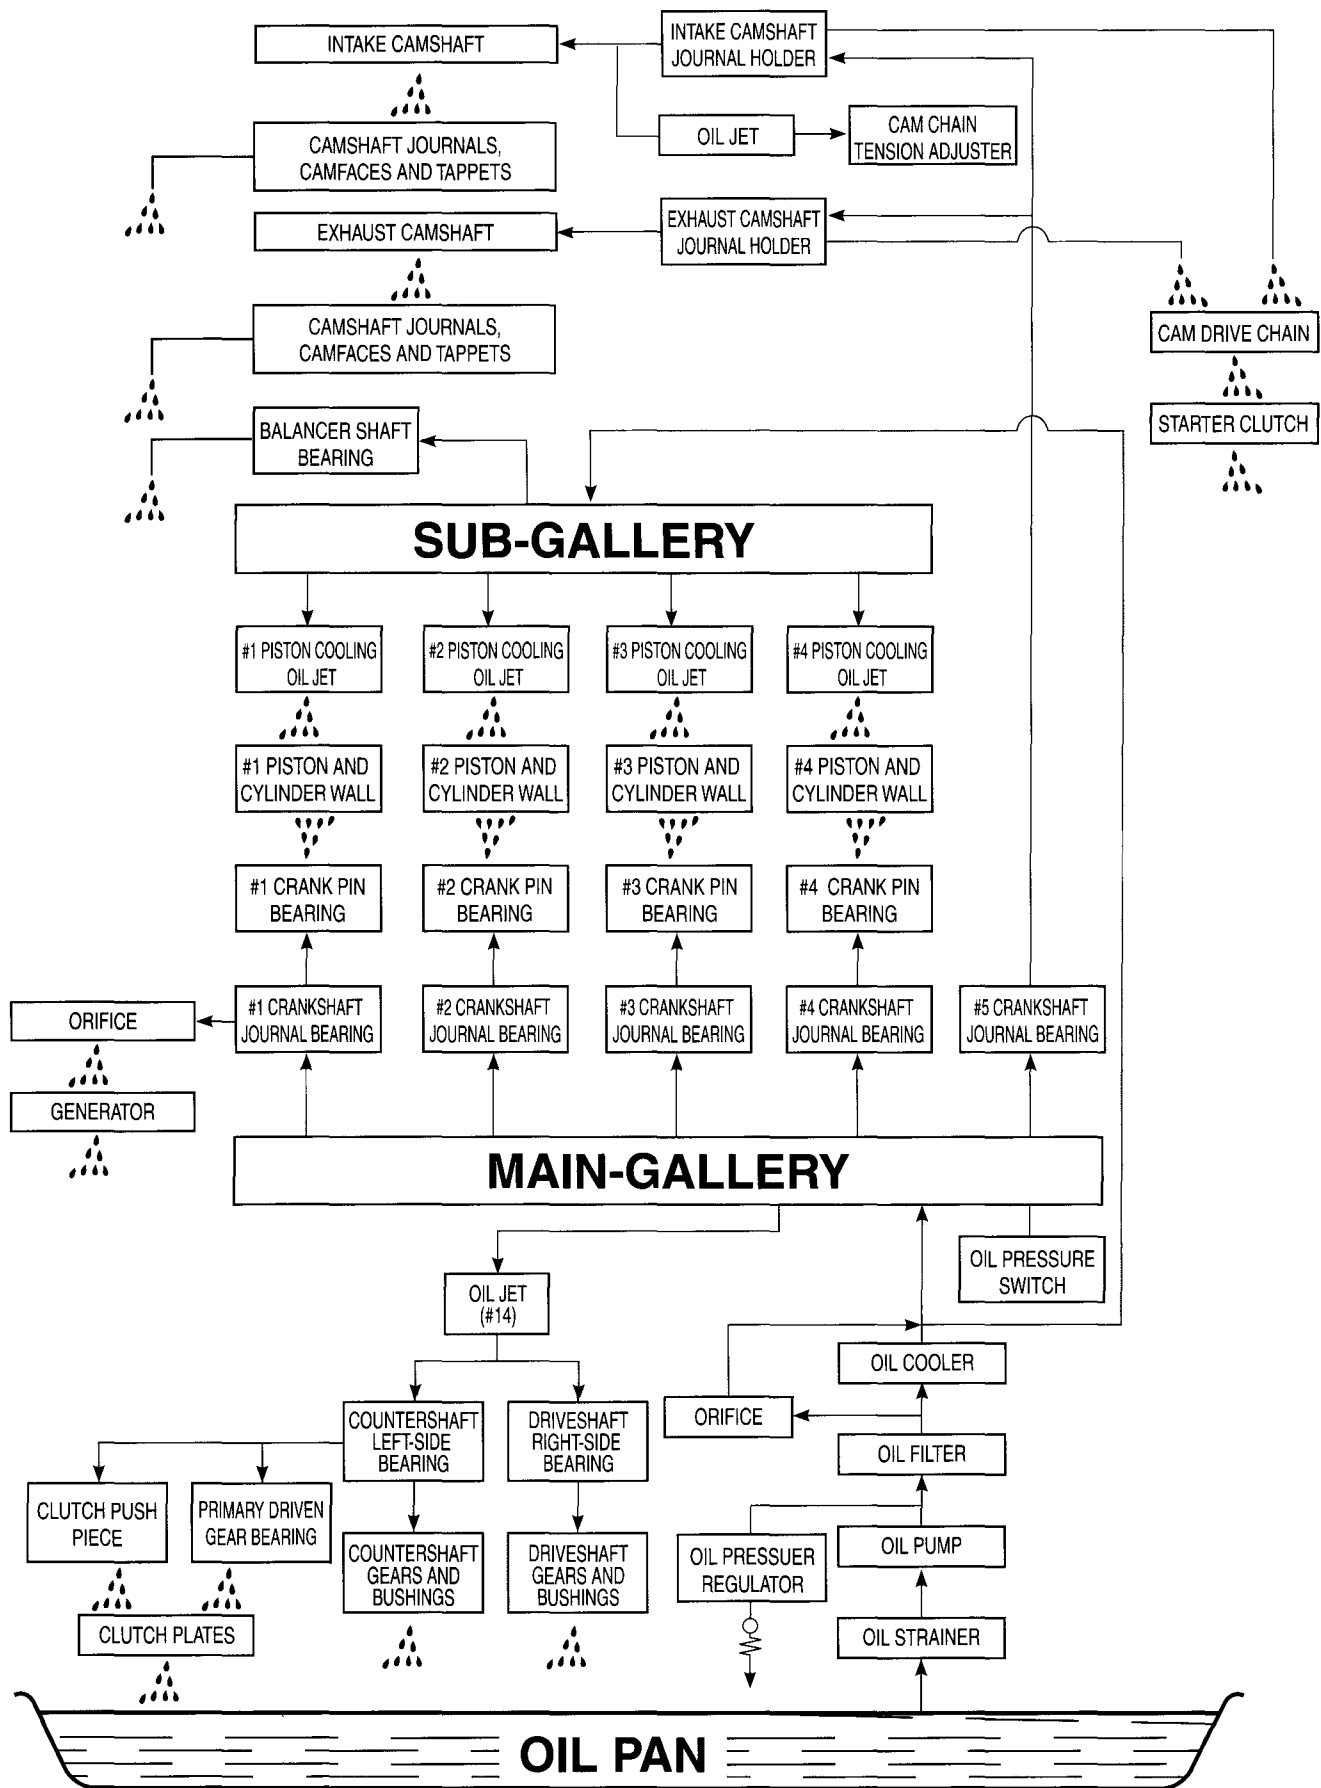 INTAKE CAMSHAFT
INTAKE CAMSHAFT
JOURNAL HOLDER
OIL JET
CAM CHAIN
TENSION ADJUSTER
CAMSHAFT JOURNALS,
CAMFACES AND TAPPETS
EXHAUST CAMSHAFT
EXHAUST CAMSHAFT
JOURNAL HOLDER
CAMSHAFT JOURNALS,
CAMFACES AND TAPPETS
CAM DRIVE CHAIN
STARTER CLUTCH
BALANCER SHAFT
BEARING
SUB-GALLERY
#1 PISTON COOLING
OIL JET
#2 PISTON COOLING
OIL JET
#3 PISTON COOLING
OIL JET
#4 PISTON COOLING
OIL JET
#1 PISTON AND
CYLINDER WALL
#2 PISTON AND
CYLINDER WALL
#3 PISTON AND
CYLINDER WALL
#4 PISTON AND
CYLINDER WALL
#1 CRANK PIN
BEARING
#2 CRANK PIN
BEARING
#3 CRANK PIN
BEARING
#4 CRANK PIN
BEARING
ORIFICE
#1 CRANKSHAFT
JOURNAL BEARING
#2 CRANKSHAFT
JOURNAL BEARING
#3 CRANKSHAFT
JOURNAL BEARING
#4 CRANKSHAFT
JOURNAL BEARING
#5 CRANKSHAFT
JOURNAL BEARING
GENERATOR
MAIN-GALLERY
OIL PRESSURE
SWITCH
OIL JET
(#14)
OIL COOLER
ORIFICE
OIL FILTER
COUNTERSHAFT
LEFT-SIDE
BEARING
DRIVESHAFT
RIGHT-SIDE
BEARING
CLUTCH PUSH
PIECE
PRIMARY DRIVEN
GEAR BEARING
COUNTERSHAFT
GEARS AND
BUSHINGS
DRIVESHAFT
GEARS AND
BUSHINGS
OIL PRESSUER
REGULATOR
OIL PUMP
CLUTCH PLATES
OIL STRAINER
OIL PAN